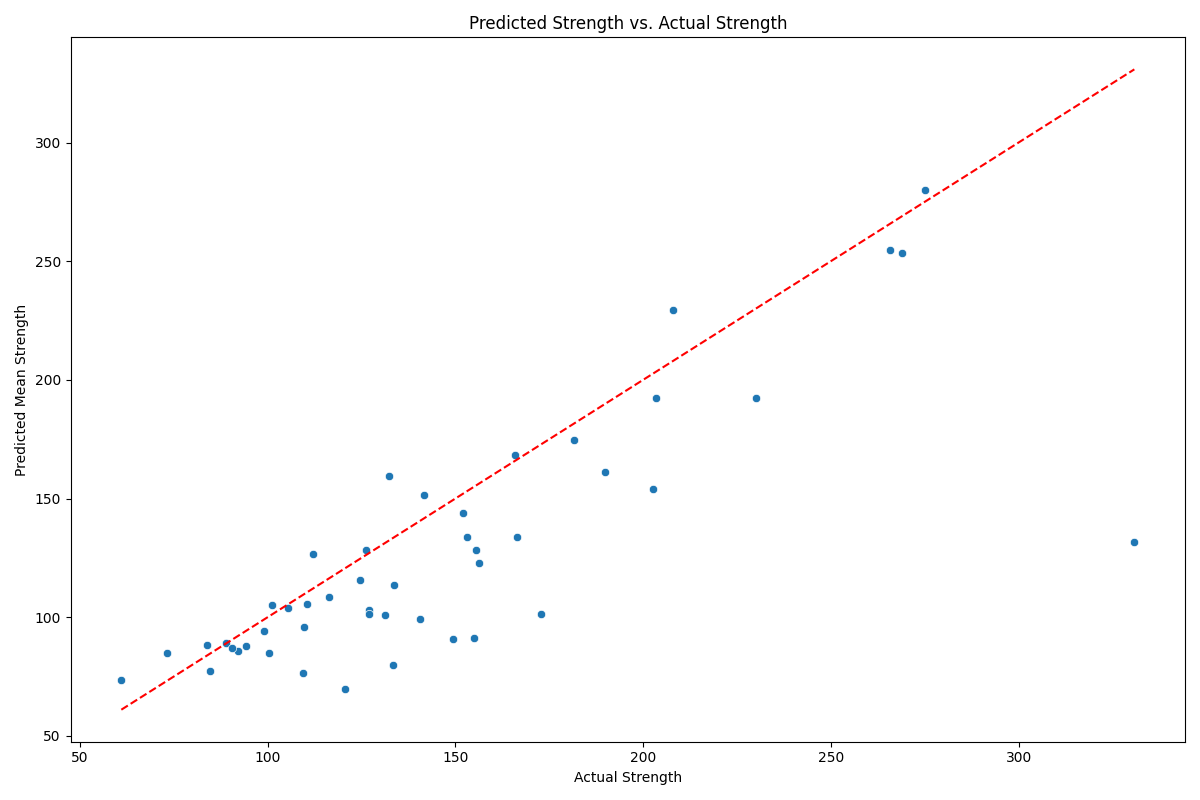 Predicted Strength vs. Actual Strength
Predicted Mean Strength
300
250
200
150
100
50
50 100 150 200 250 300
Actual Strength